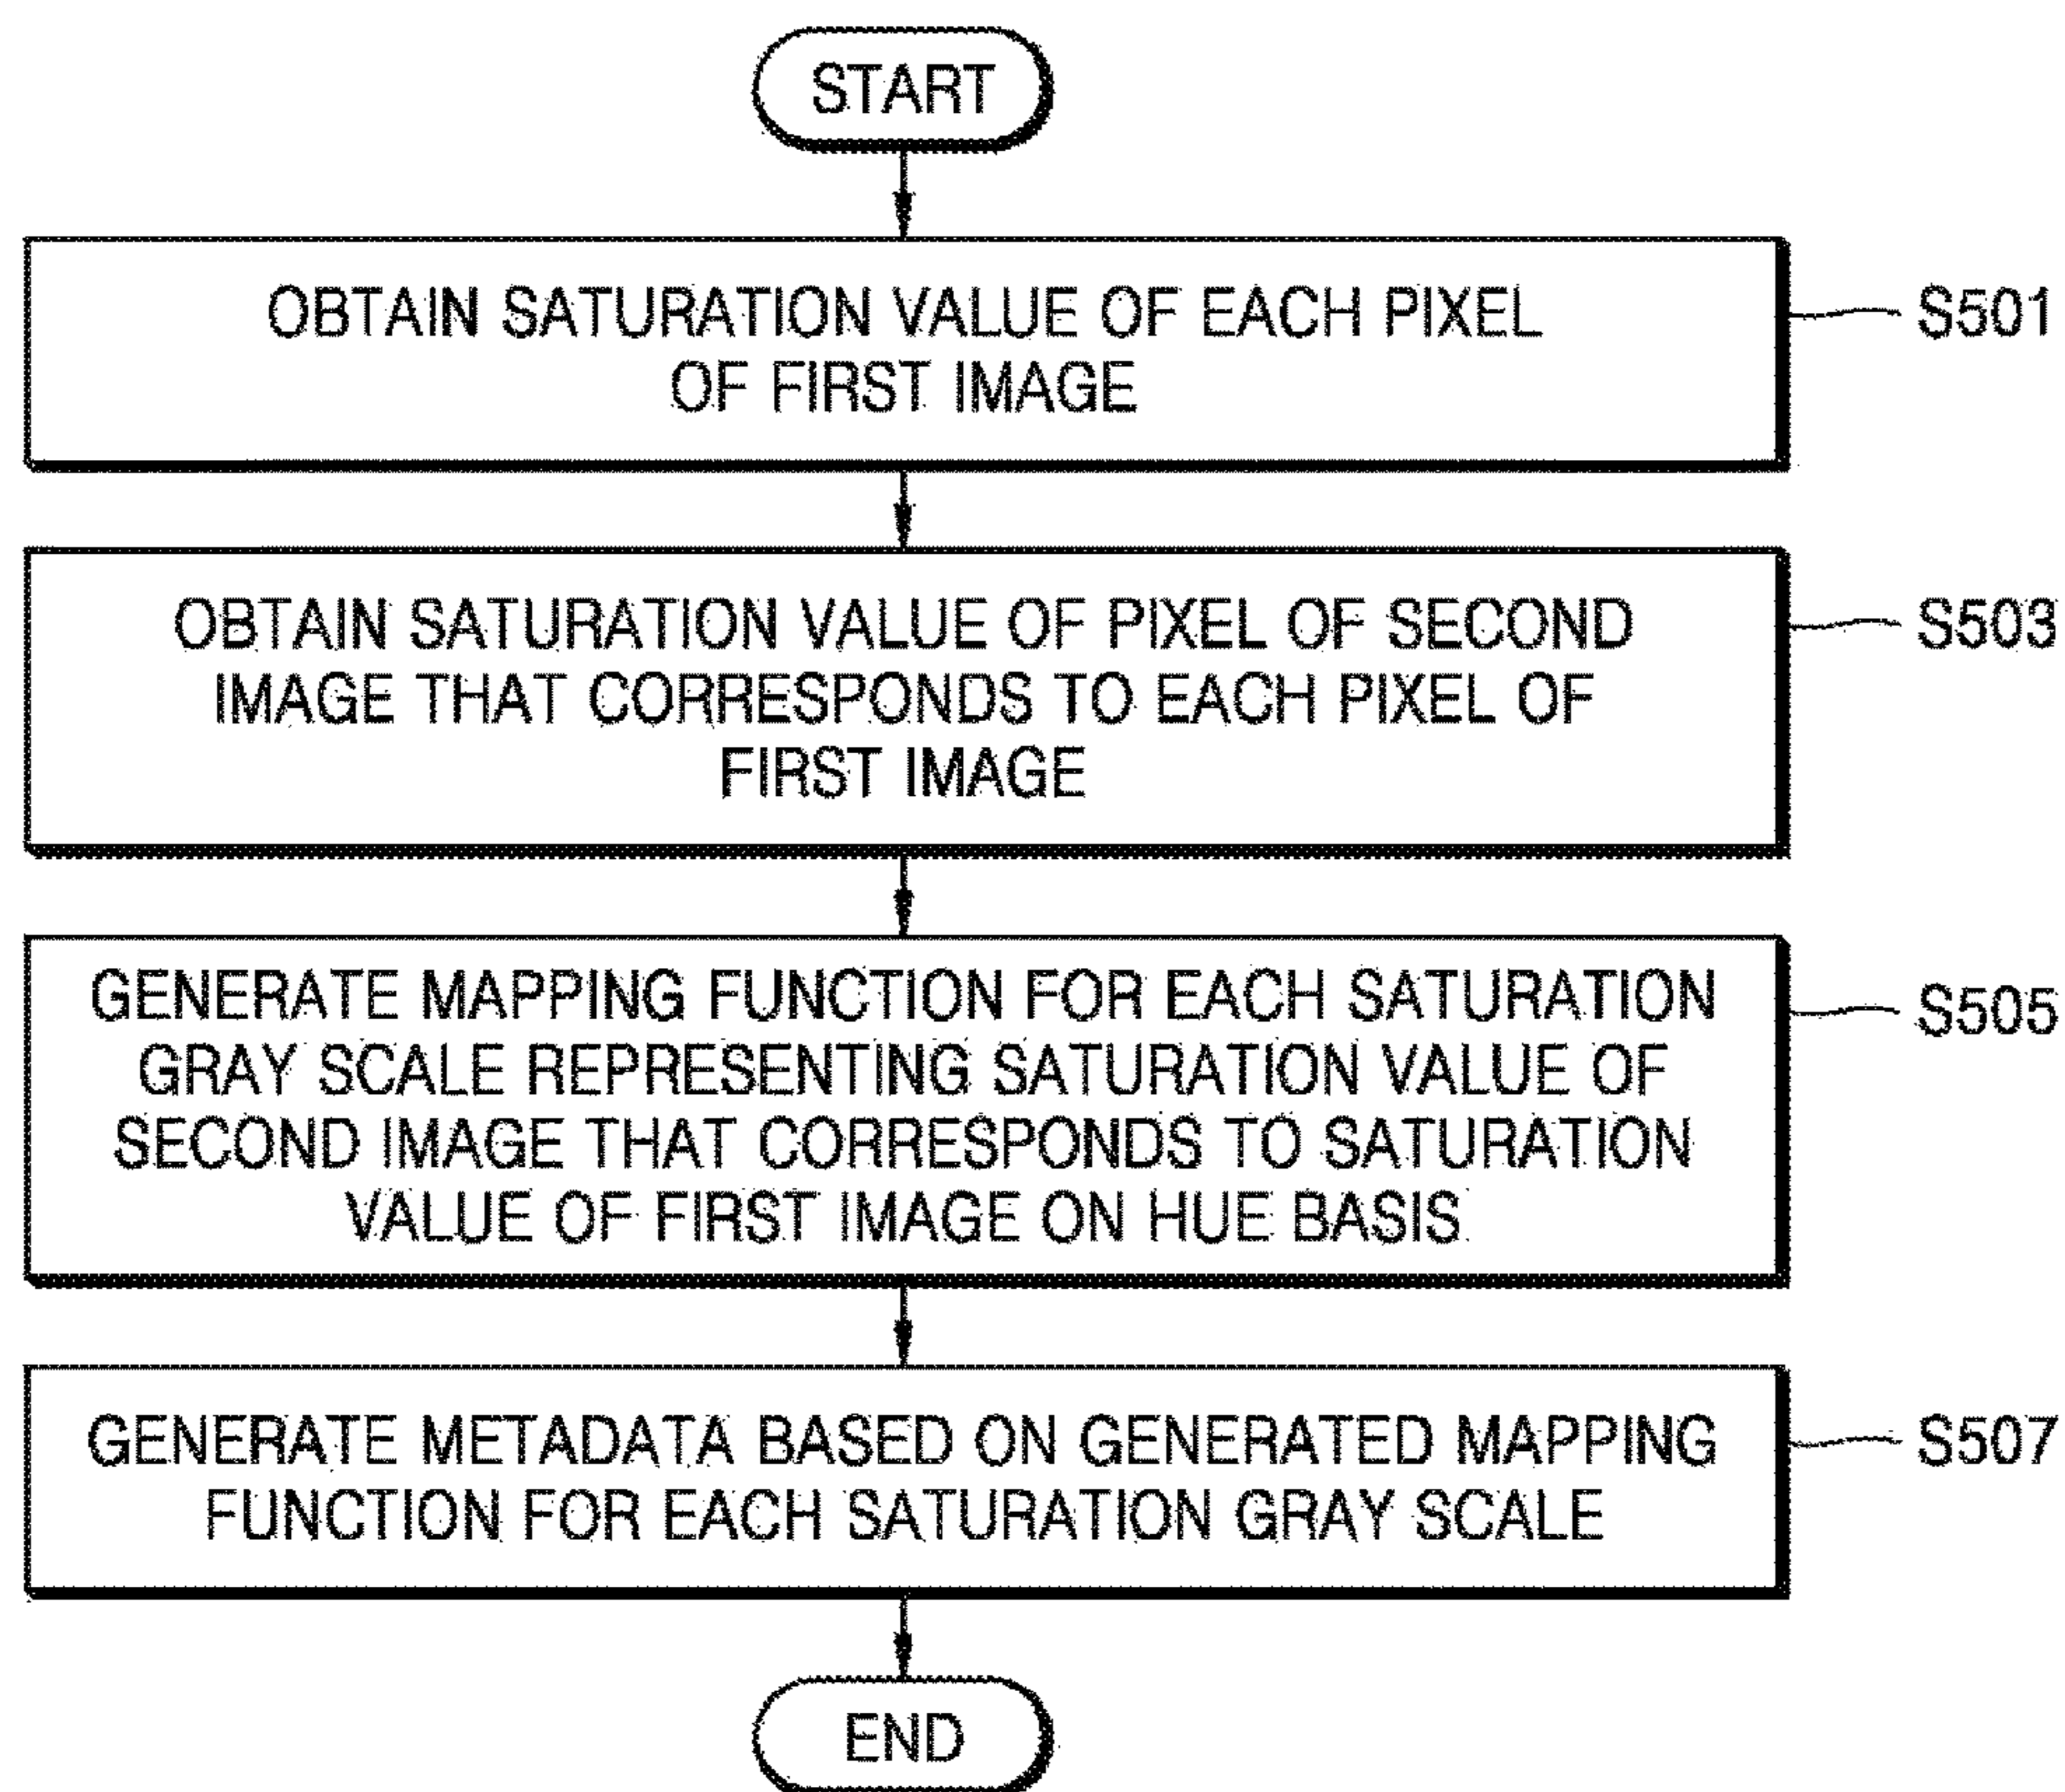 START
OBTAIN SATURATION VALUE OF EACH PIXEL
OF FIRST IMAGE
S501
OBTAIN SATURATION VALUE OF PIXEL OF SECOND
IMAGE THAT CORRESPONDS TO EACH PIXEL OF
FIRST IMAGE
S503
GENERATE MAPPING FUNCTION FOR EACH SATURATION
GRAY SCALE REPRESENTING SATURATION VALUE OF
SECOND IMAGE THAT CORRESPONDS TO SATURATION
VALUE OF FIRST IMAGE ON HUE BASIS
S505
GENERATE METADATA BASED ON GENERATED MAPPING
FUNCTION FOR EACH SATURATION GRAY SCALE
S507
END